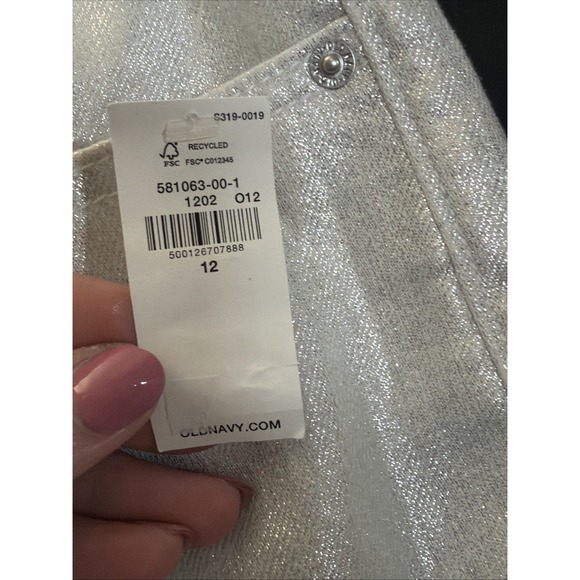 S319-0019
RECYCLED
FSC
FSC® C012345
581063-00-1
1202 O12
500126707888
12
OLDNAVY.COM